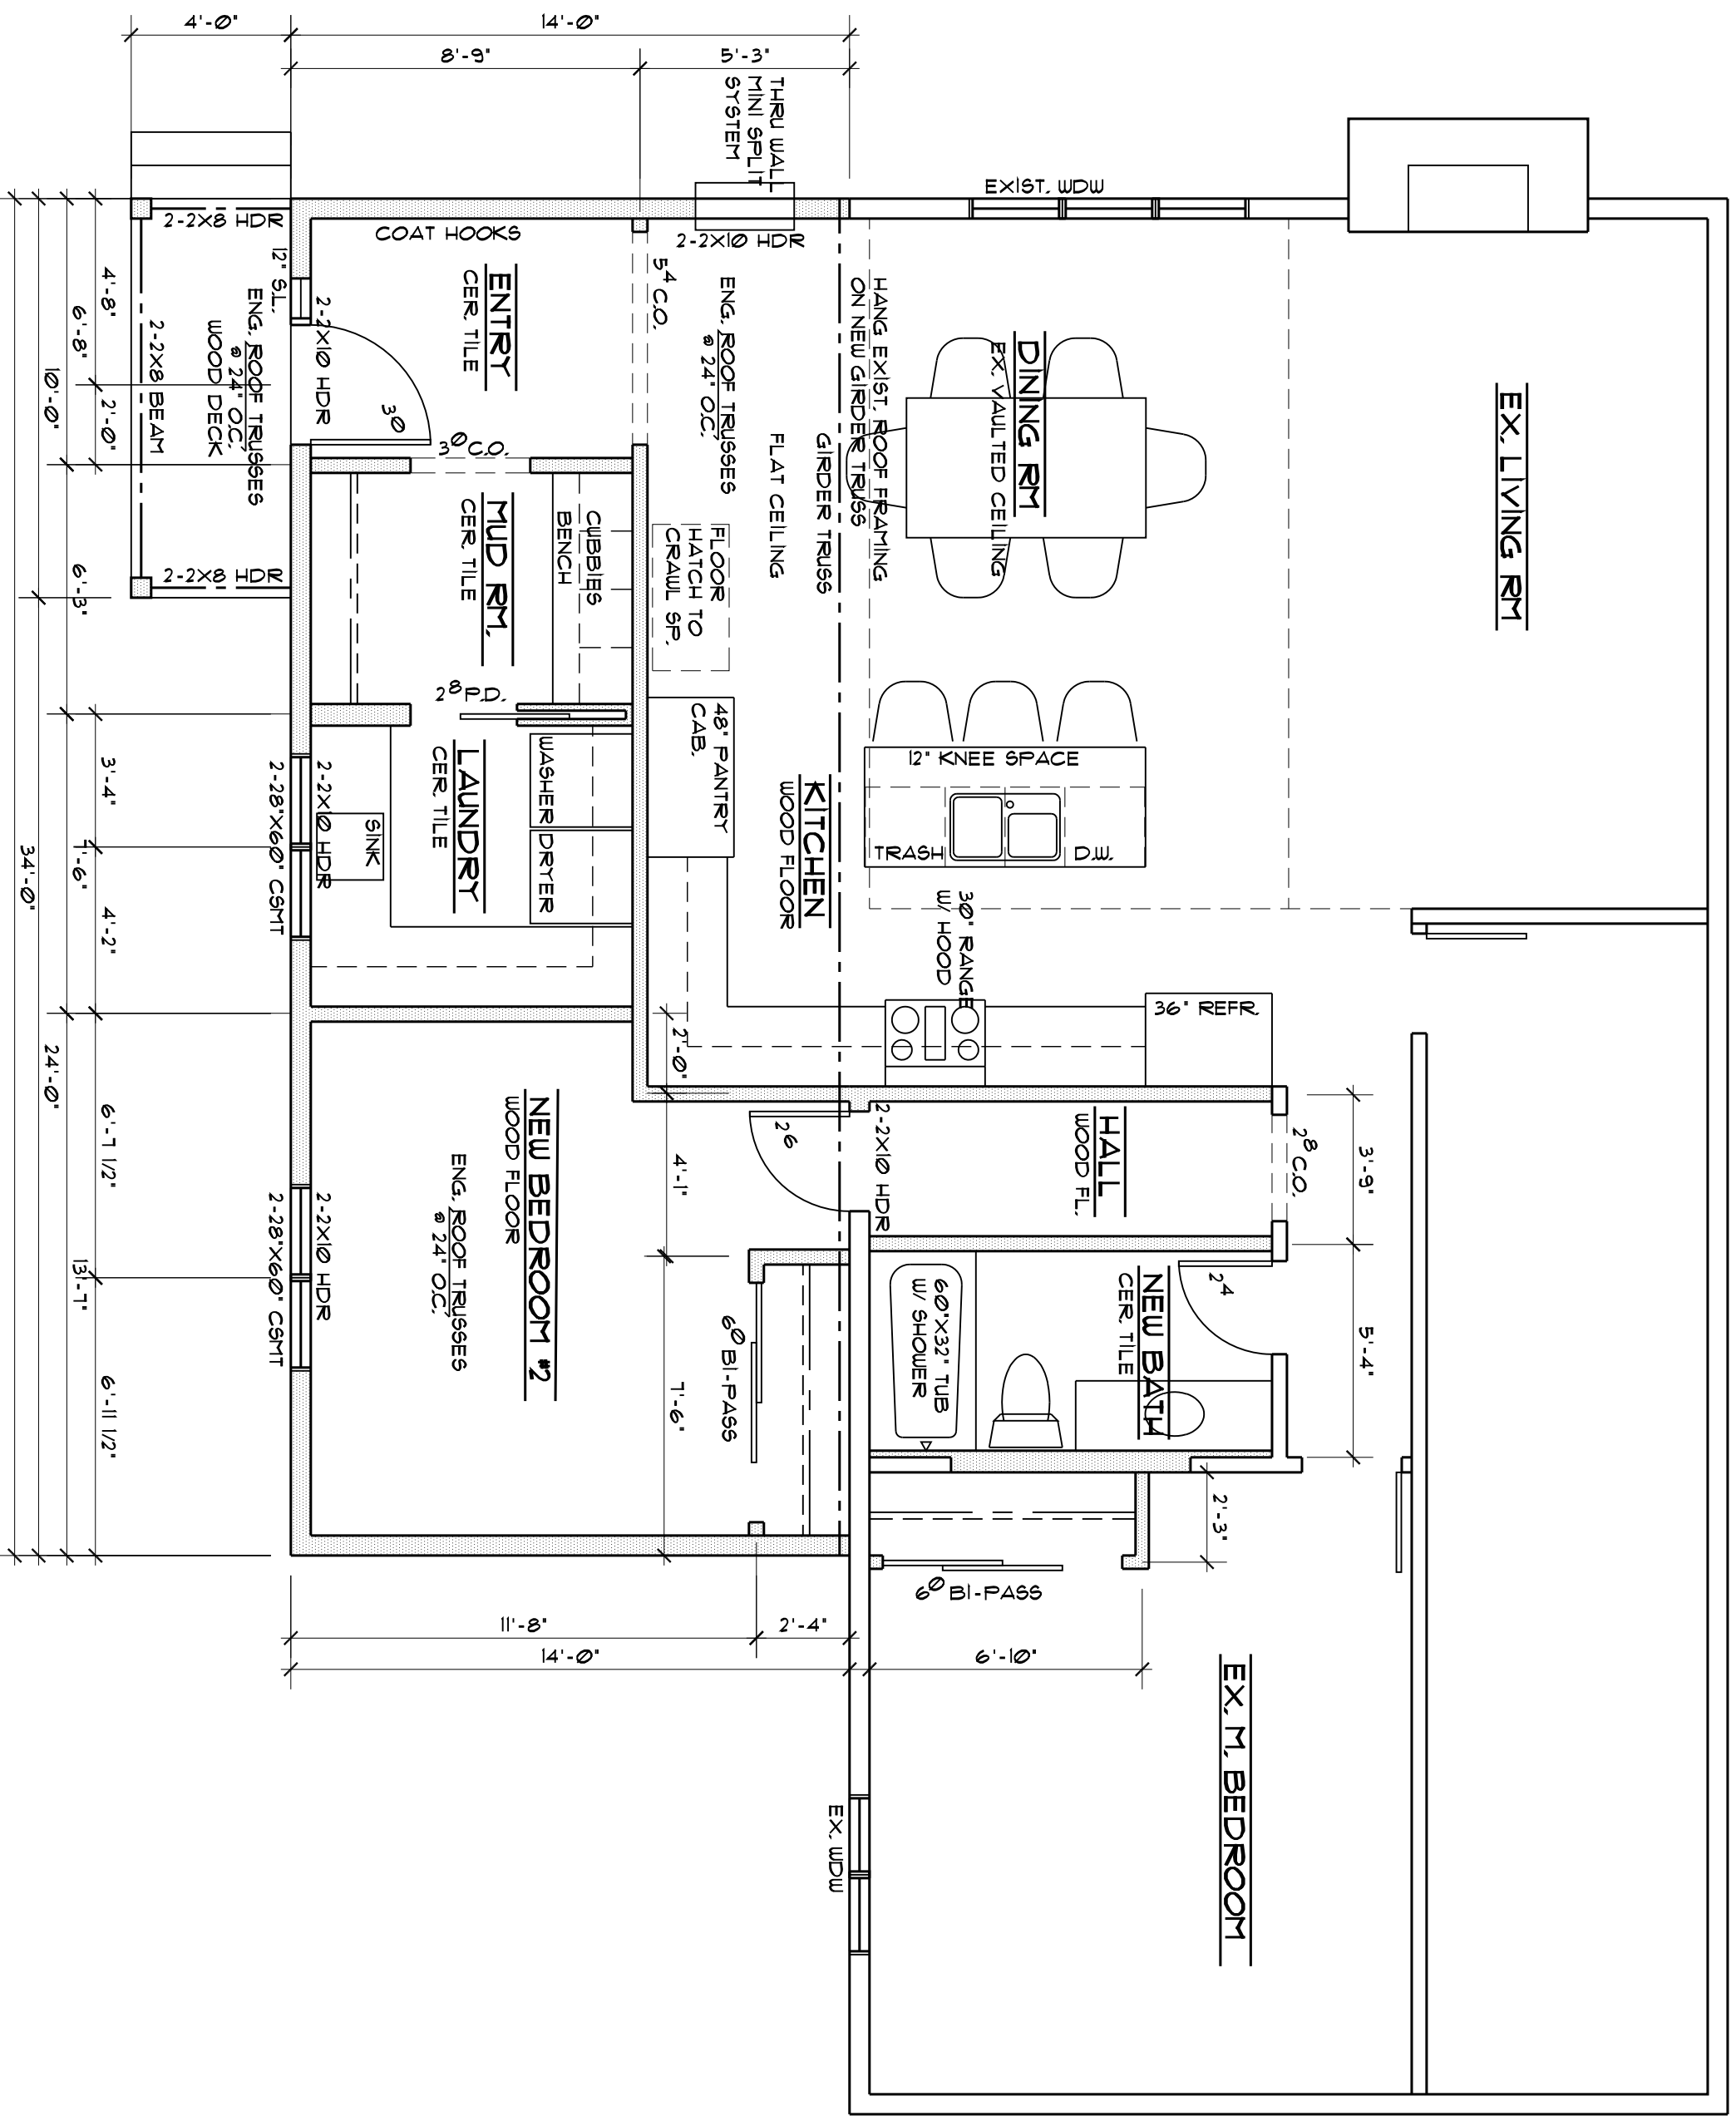 4'-0"
14'-0"
8'-9"
5'-3"
THRU WALL
MINI SPLIT
SYSTEM
EXIST. WDW
2-2X8 HDR
COAT HOOKS
2-2X10 HDR
12" S.L.
2-2X10 HDR
ENTRY
CER. TILE
5⁴ C.O.
ENG. ROOF TRUSSES
@ 24" O.C.
HANG EXIST. ROOF FRAMING
ON NEW GIRDER TRUSS
DINING RM
EX. VAULTED CEILING
EX. LIVING RM
ENG. ROOF TRUSSES
@ 24" O.C.
WOOD DECK
2-2X8 BEAM
2-2X8 HDR
30
3⁰ C.O.
GIRDER TRUSS
FLAT CEILING
MUD RM.
CER. TILE
CUBBIES
BENCH
FLOOR
HATCH TO
CRAWL SP.
2⁸ P.D.
LAUNDRY
CER. TILE
WASHER
DRYER
SINK
2-2X10 HDR
2-28"X60" CSMT
48" PANTRY
CAB.
KITCHEN
WOOD FLOOR
12" KNEE SPACE
TRASH
D.W.
30" RANGE
W/ HOOD
36" REFR.
2'-0"
4'-1"
7'-6"
NEW BEDROOM #2
WOOD FLOOR
ENG. ROOF TRUSSES
@ 24" O.C.
2-2X10 HDR
2-28"X60" CSMT
26
2-2X10 HDR
HALL
WOOD FL.
2⁸ C.O.
3'-9"
5'-4"
24
NEW BATH
CER. TILE
60"X32" TUB
W/ SHOWER
6⁰ BI-PASS
2'-3"
6⁰ BI-PASS
11'-8"
2'-4"
14'-0"
6'-10"
EX. M. BEDROOM
EX. WDW
4'-8"
2'-0"
6'-8"
10'-0"
6'-3"
3'-4"
7'-6"
4'-2"
34'-0"
24'-0"
6'-7 1/2"
13'-7"
6'-11 1/2"